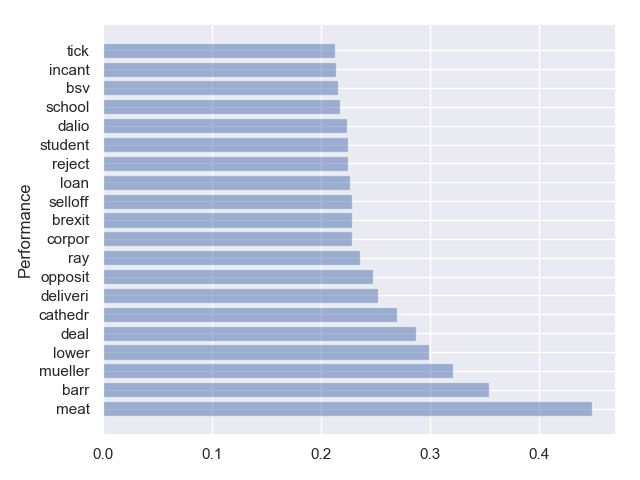 tick
incant
bsv
school
dalio
student
reject
loan
selloff
brexit
corpor
ray
opposit
deliveri
cathedr
deal
lower
mueller
barr
meat
Performance
0.0 0.1 0.2 0.3 0.4